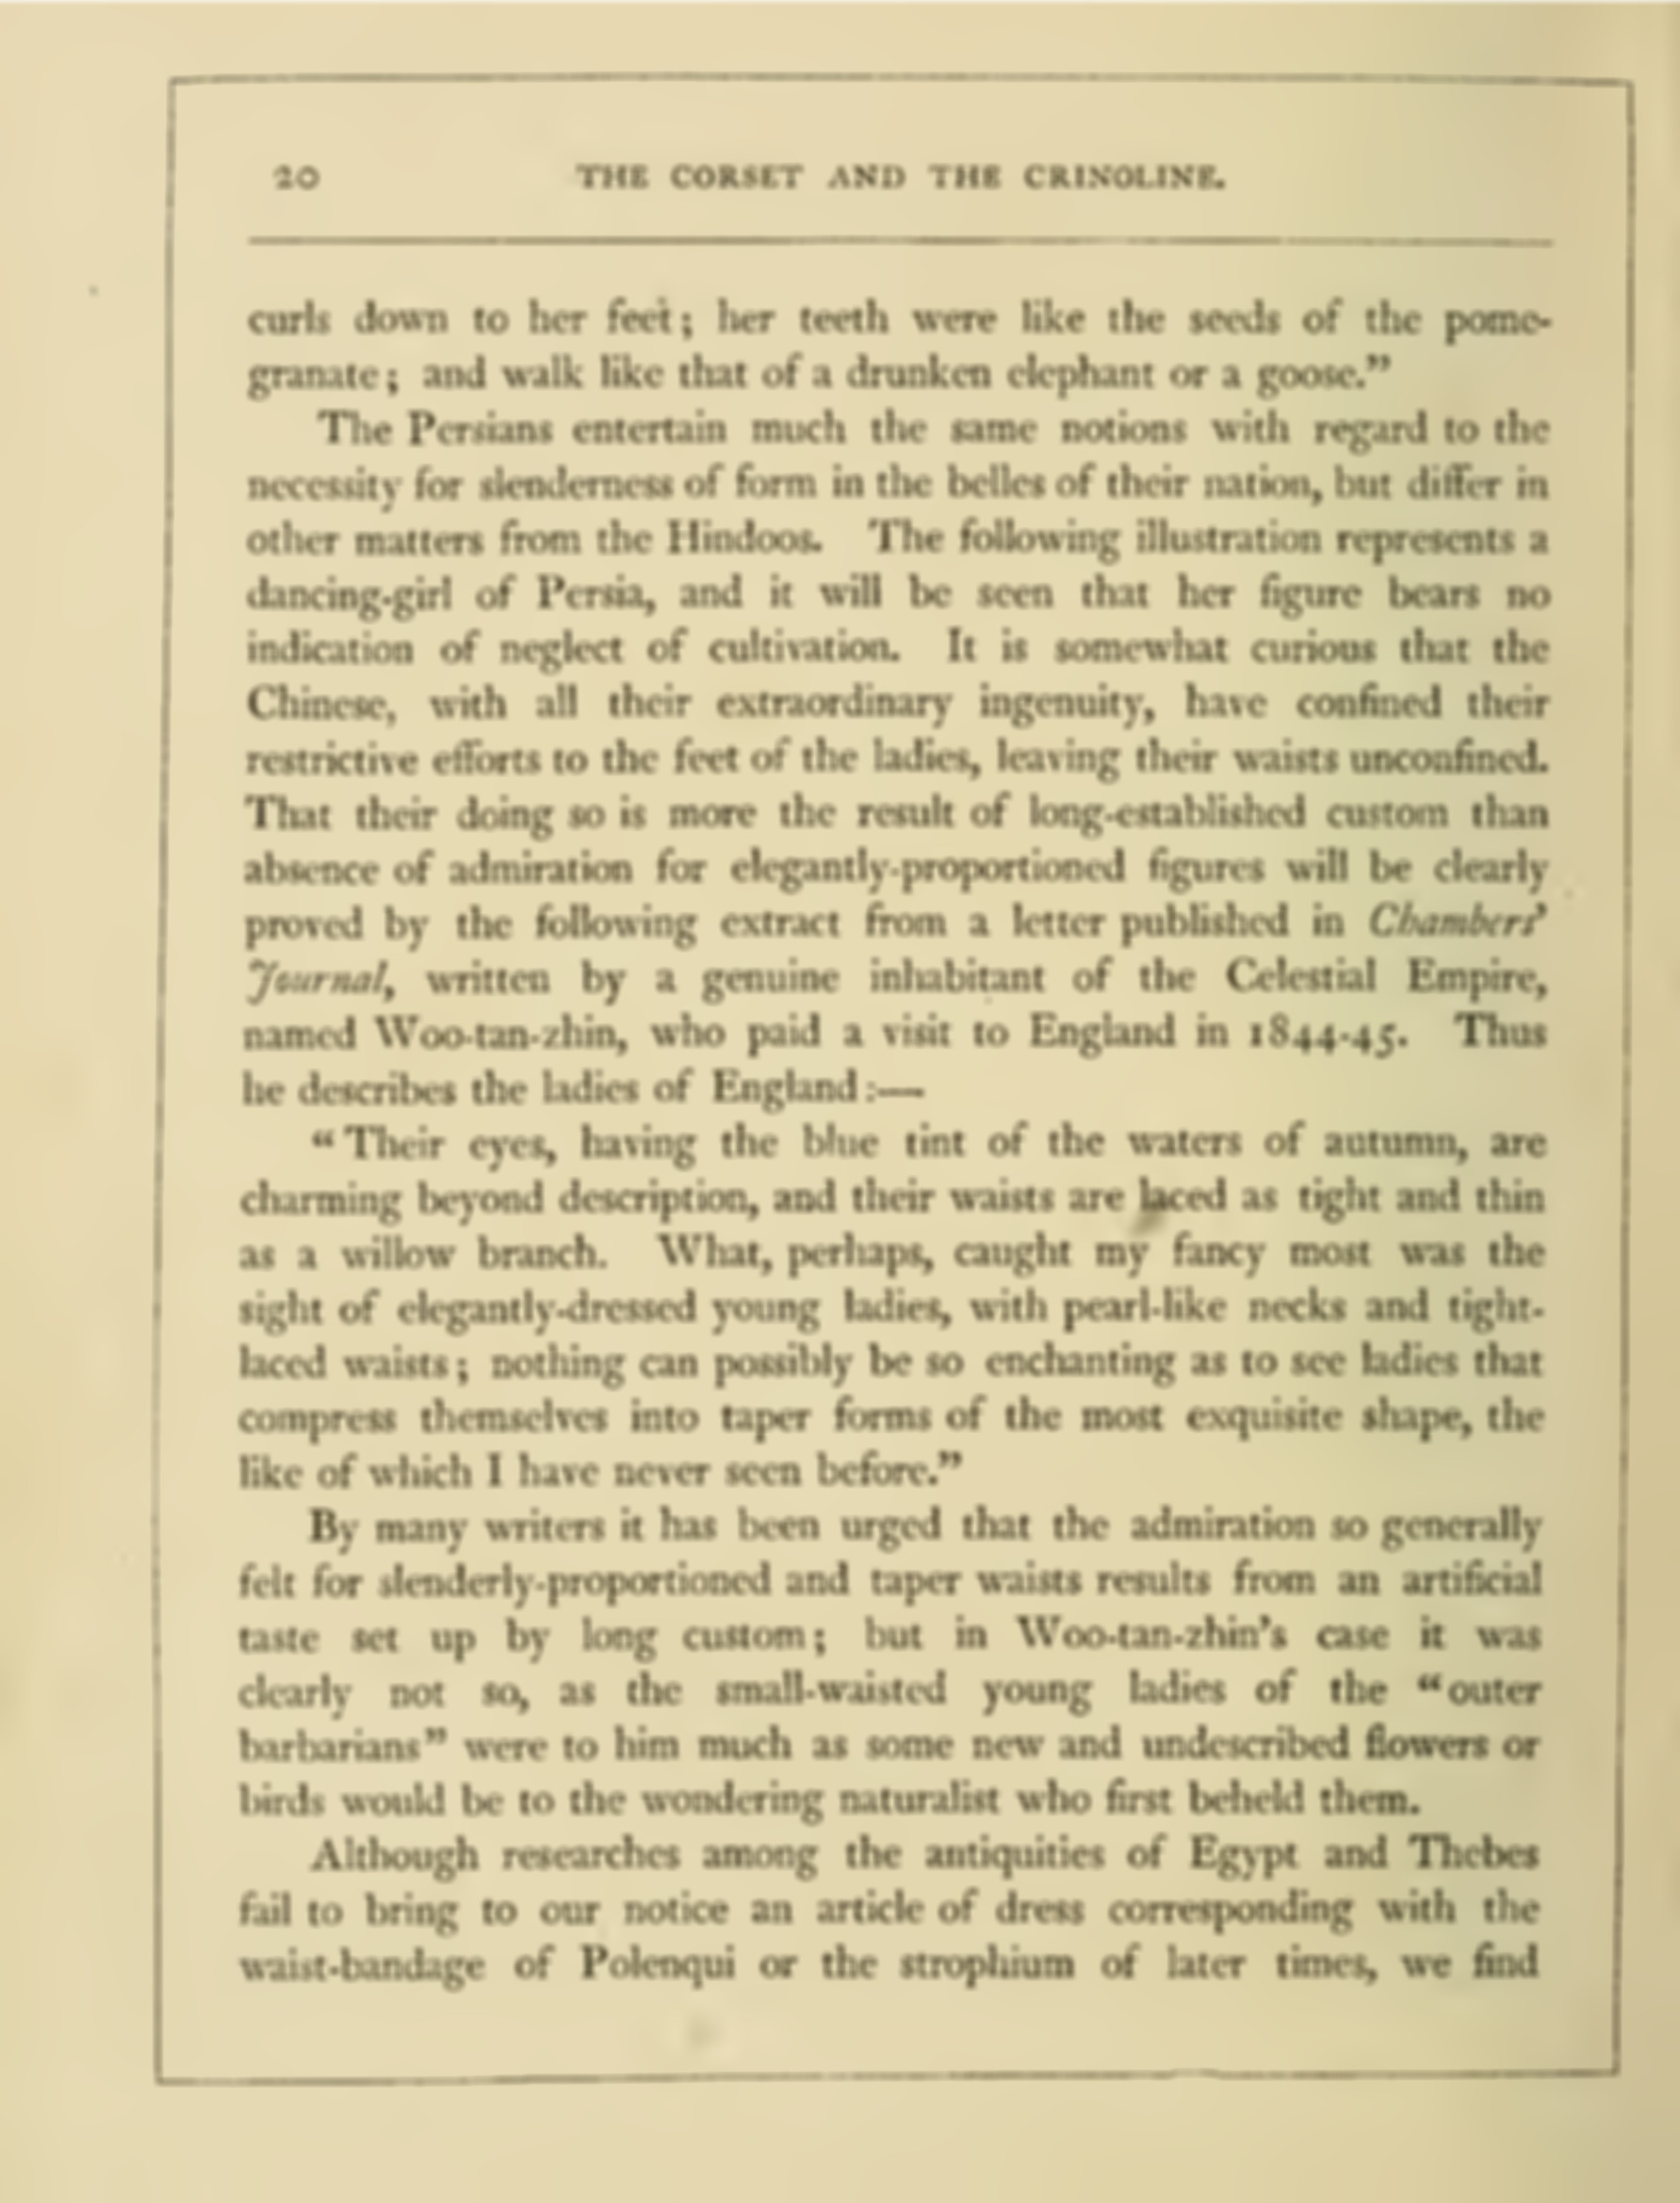 20 THE CORSET AND THE CRINOLINE.
curls down to her feet; her teeth were like the seeds of the pome-
granate; and walk like that of a drunken elephant or a goose.”
The Persians entertain much the same notions with regard to the
necessity for slenderness of form in the belles of their nation, but differ in
other matters from the Hindoos. The following illustration represents a
dancing-girl of Persia, and it will be seen that her figure bears no
indication of neglect of cultivation. It is somewhat curious that the
Chinese, with all their extraordinary ingenuity, have confined their
restrictive efforts to the feet of the ladies, leaving their waists unconfined.
That their doing so is more the result of long-established custom than
absence of admiration for elegantly-proportioned figures will be clearly
proved by the following extract from a letter published in Chambers’
Journal, written by a genuine inhabitant of the Celestial Empire,
named Woo-tan-zhin, who paid a visit to England in 1844-45. Thus
he describes the ladies of England:—
“Their eyes, having the blue tint of the waters of autumn, are
charming beyond description, and their waists are laced as tight and thin
as a willow branch. What, perhaps, caught my fancy most was the
sight of elegantly-dressed young ladies, with pearl-like necks and tight-
laced waists; nothing can possibly be so enchanting as to see ladies that
compress themselves into taper forms of the most exquisite shape, the
like of which I have never seen before.”
By many writers it has been urged that the admiration so generally
felt for slenderly-proportioned and taper waists results from an artificial
taste set up by long custom; but in Woo-tan-zhin’s case it was
clearly not so, as the small-waisted young ladies of the “outer
barbarians” were to him much as some new and undescribed flowers or
birds would be to the wondering naturalist who first beheld them.
Although researches among the antiquities of Egypt and Thebes
fail to bring to our notice an article of dress corresponding with the
waist-bandage of Polenqui or the strophium of later times, we find